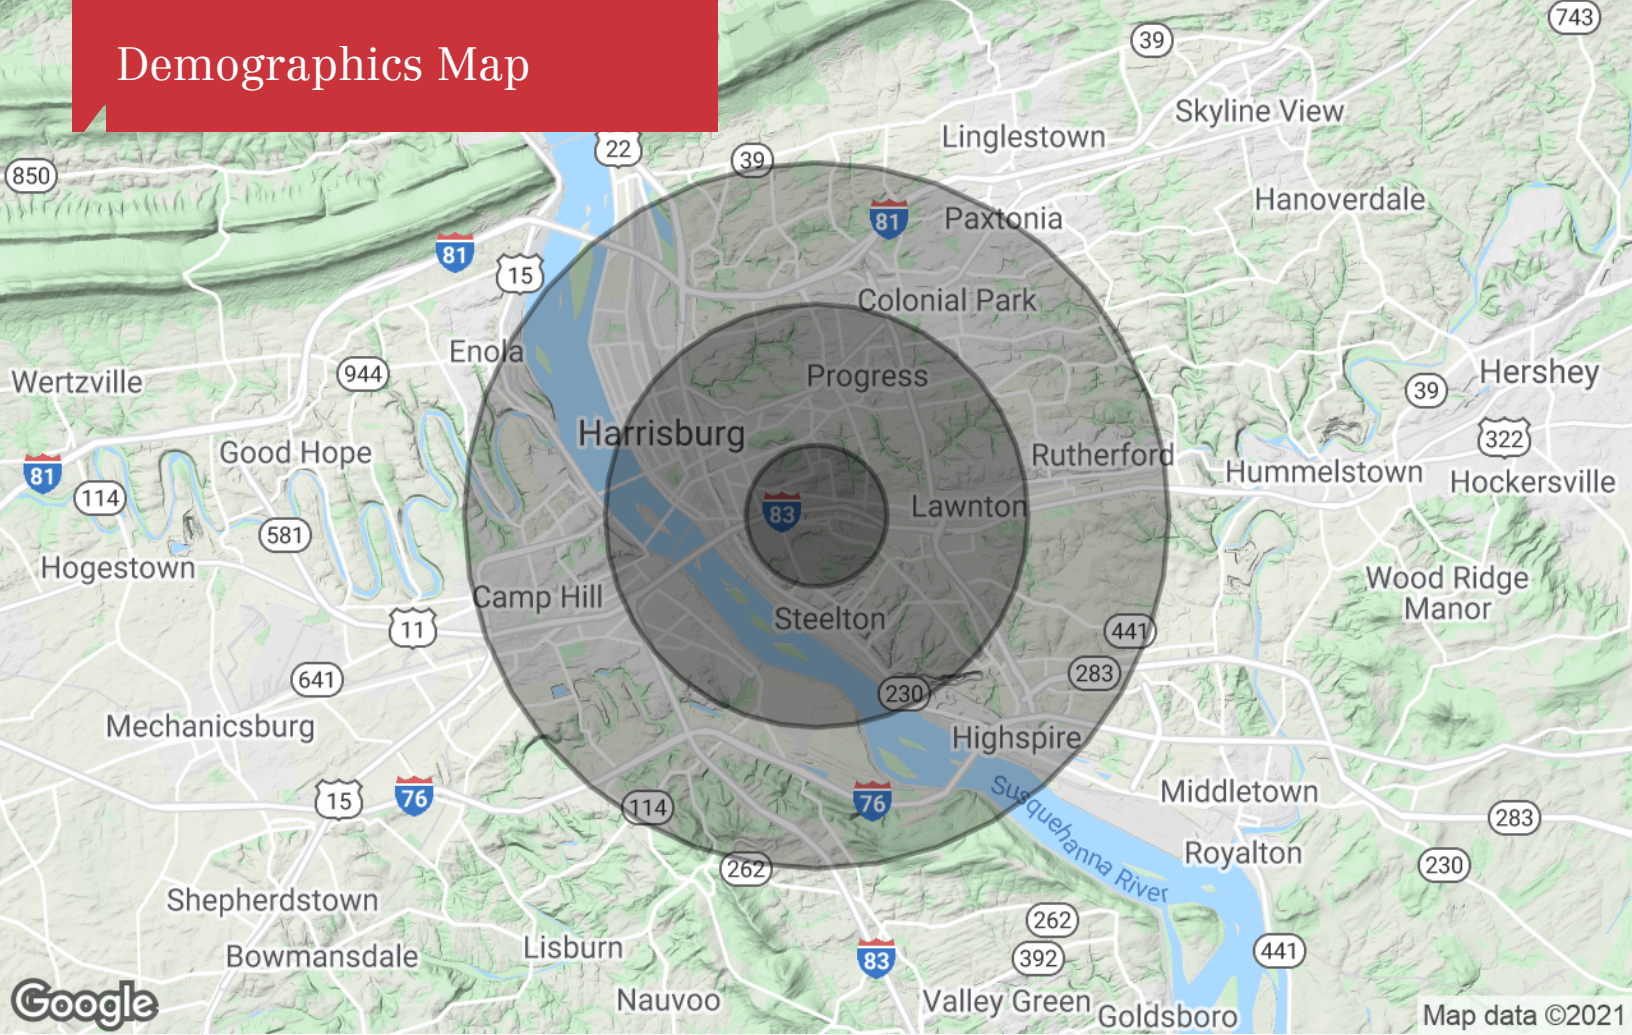 Demographics Map
743
39
Skyline View
Linglestown
22
39
850
Hanoverdale
81
Paxtonia
81
15
Colonial Park
Enola
944
Wertzville
Progress
Hershey
39
Harrisburg
322
Good Hope
Rutherford
81
Hummelstown
Hockersville
114
83
Lawnton
581
Hogestown
Wood Ridge
Manor
Camp Hill
Steelton
11
441
641
283
230
Mechanicsburg
Highspire
15
76
76
114
Susquehanna River
Middletown
283
Royalton
230
262
Shepherdstown
262
Bowmansdale
Lisburn
83
392
441
Google
Nauvoo
Valley Green
Goldsboro
Map data ©2021